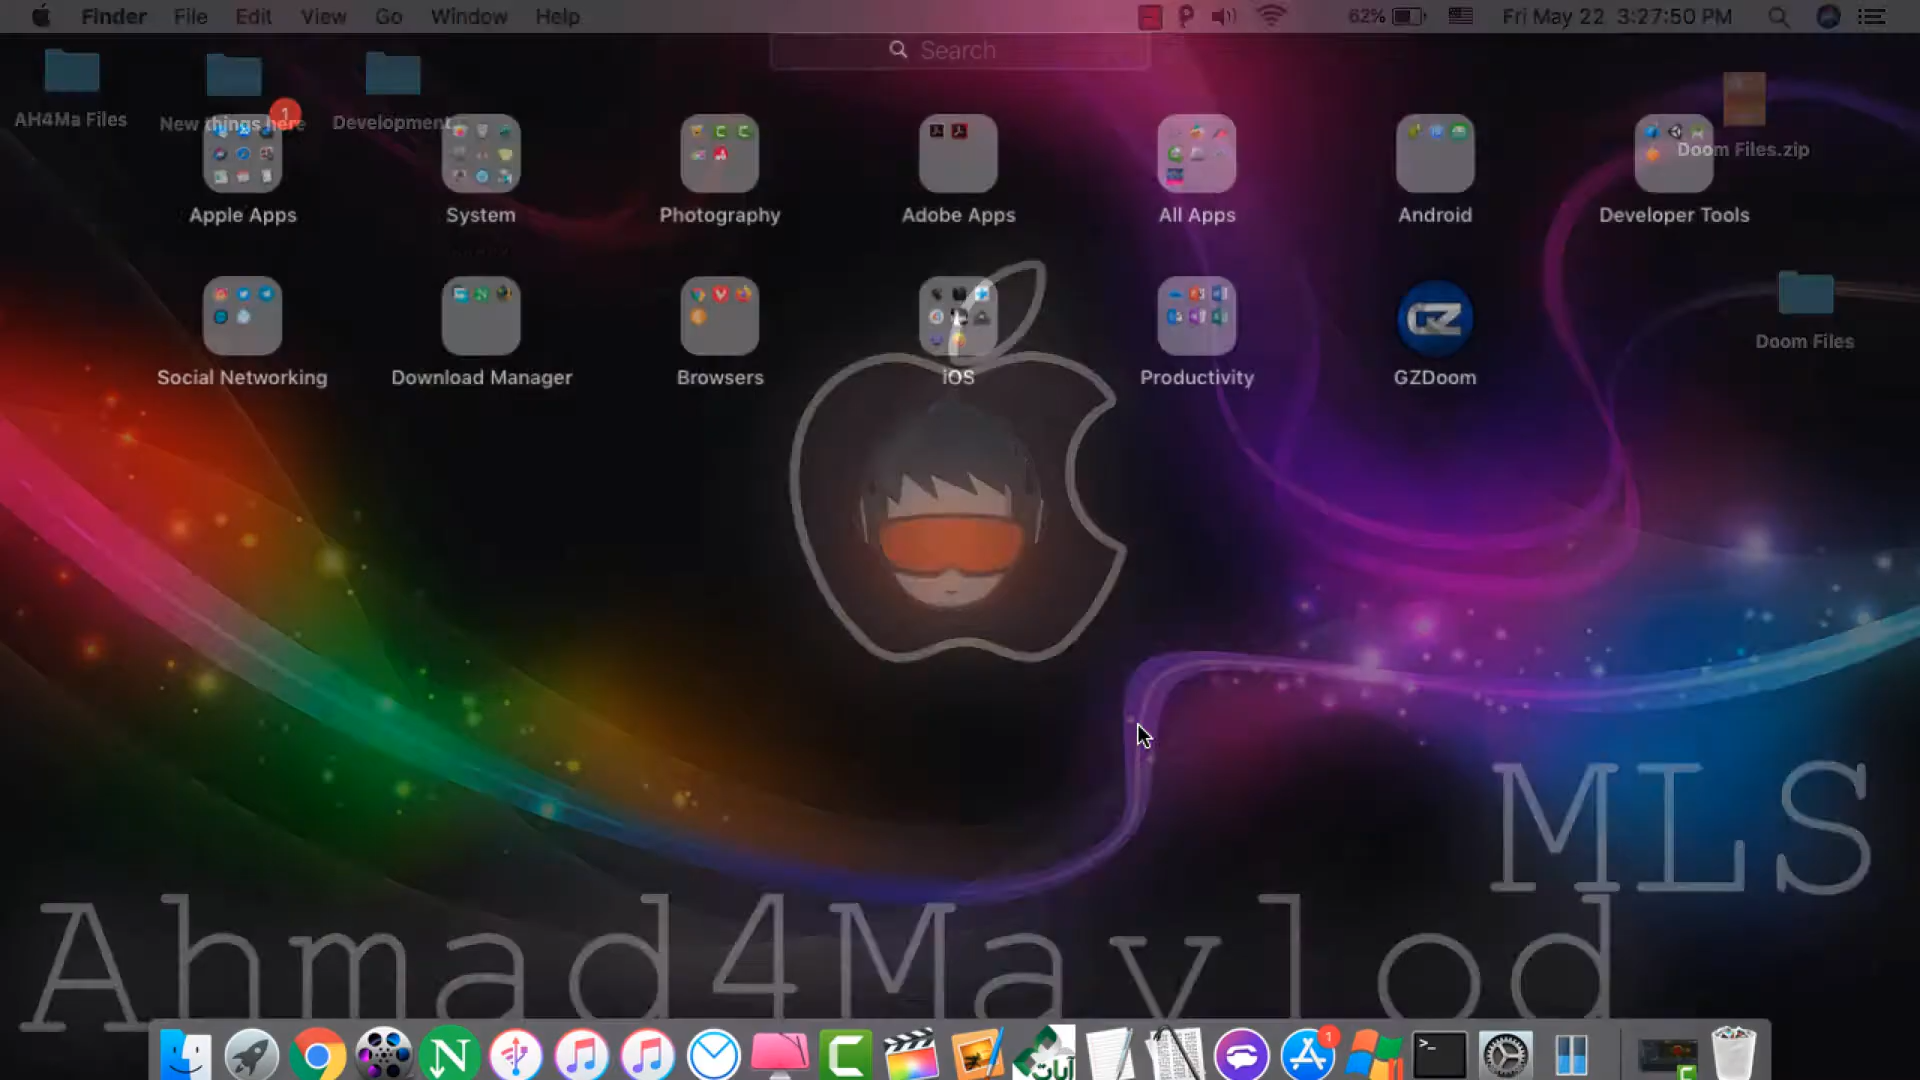 Finder File Edit View Go Window Help 62% Fri May 22 3:27:50 PM
Search
AH4Ma Files New things here Development Doom Files.zip
1
Apple Apps System Photography Adobe Apps All Apps Android Developer Tools
Doom Files
Social Networking Download Manager Browsers iOS Productivity GZDoom
MLS
Ahmad4Maylod
1